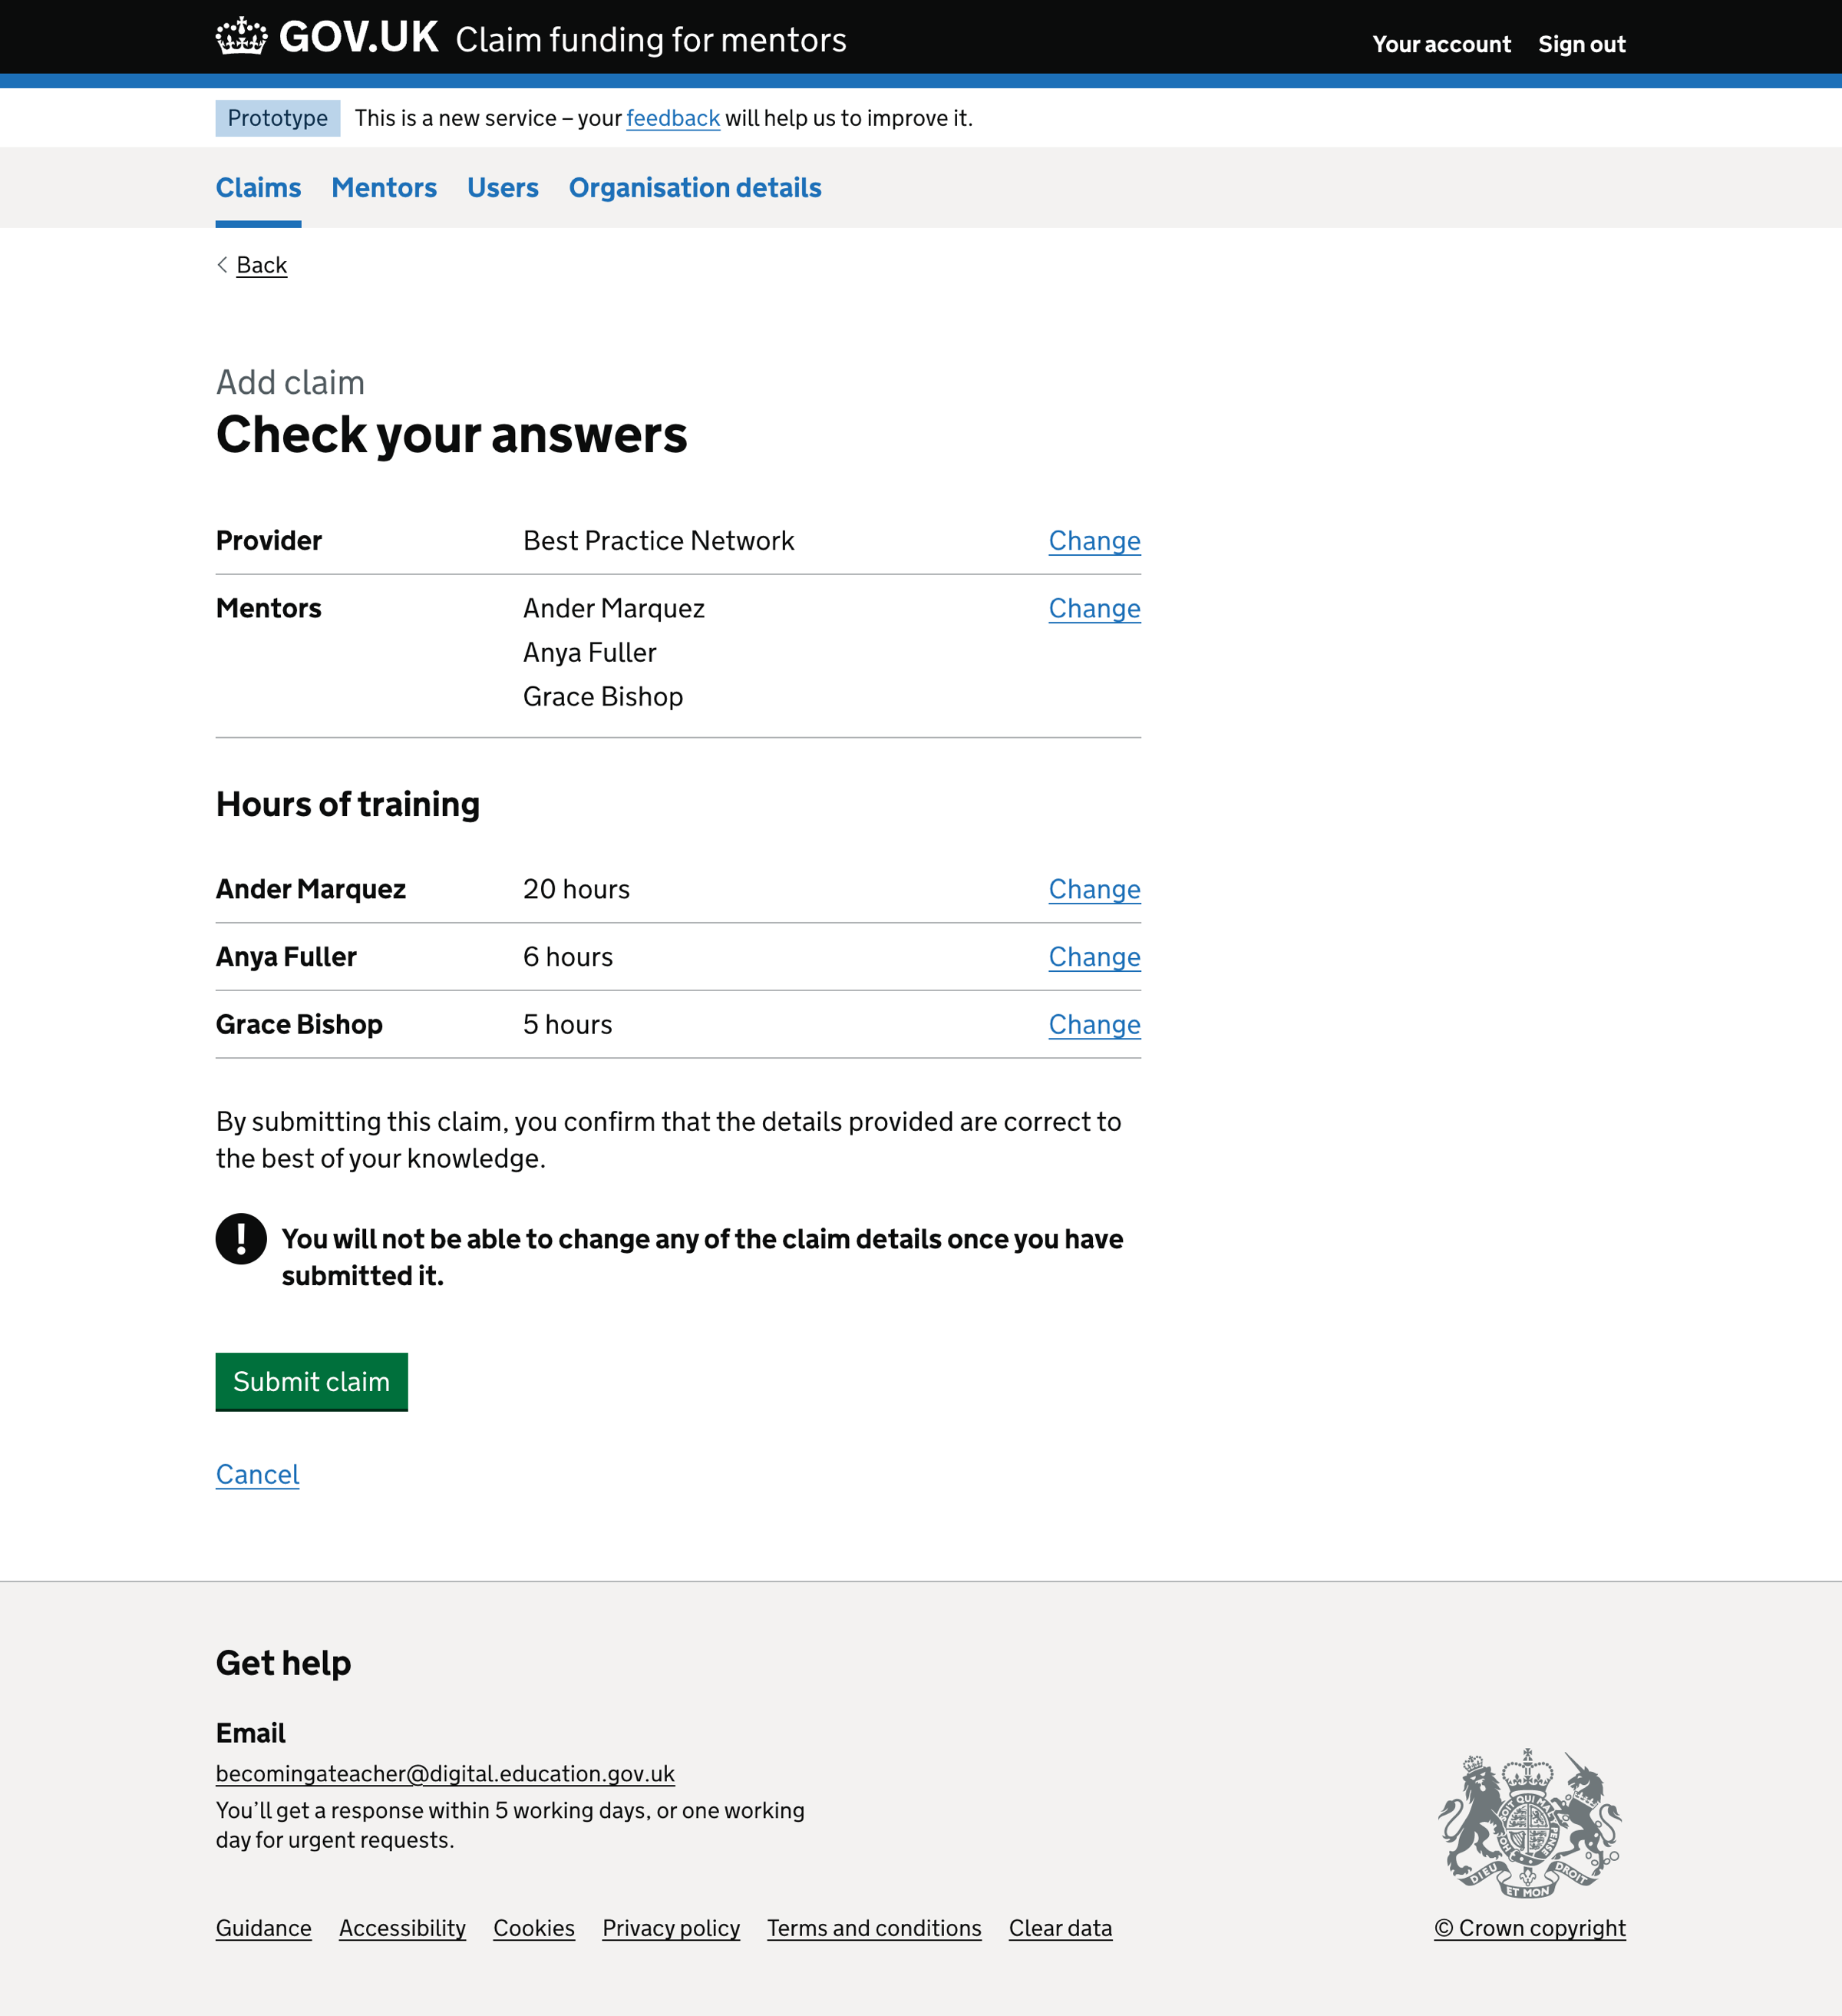 GOV.UK Claim funding for mentors Your account Sign out
Prototype This is a new service – your feedback will help us to improve it.
Claims Mentors Users Organisation details
Back
Add claim
Check your answers
Provider Best Practice Network Change
Mentors Ander Marquez Change
Anya Fuller
Grace Bishop
Hours of training
Ander Marquez 20 hours Change
Anya Fuller 6 hours Change
Grace Bishop 5 hours Change
By submitting this claim, you confirm that the details provided are correct to
the best of your knowledge.
! You will not be able to change any of the claim details once you have
submitted it.
Submit claim
Cancel
Get help
Email
becomingateacher@digital.education.gov.uk
You’ll get a response within 5 working days, or one working
day for urgent requests.
DIEU ET MON DROIT
Guidance Accessibility Cookies Privacy policy Terms and conditions Clear data
© Crown copyright